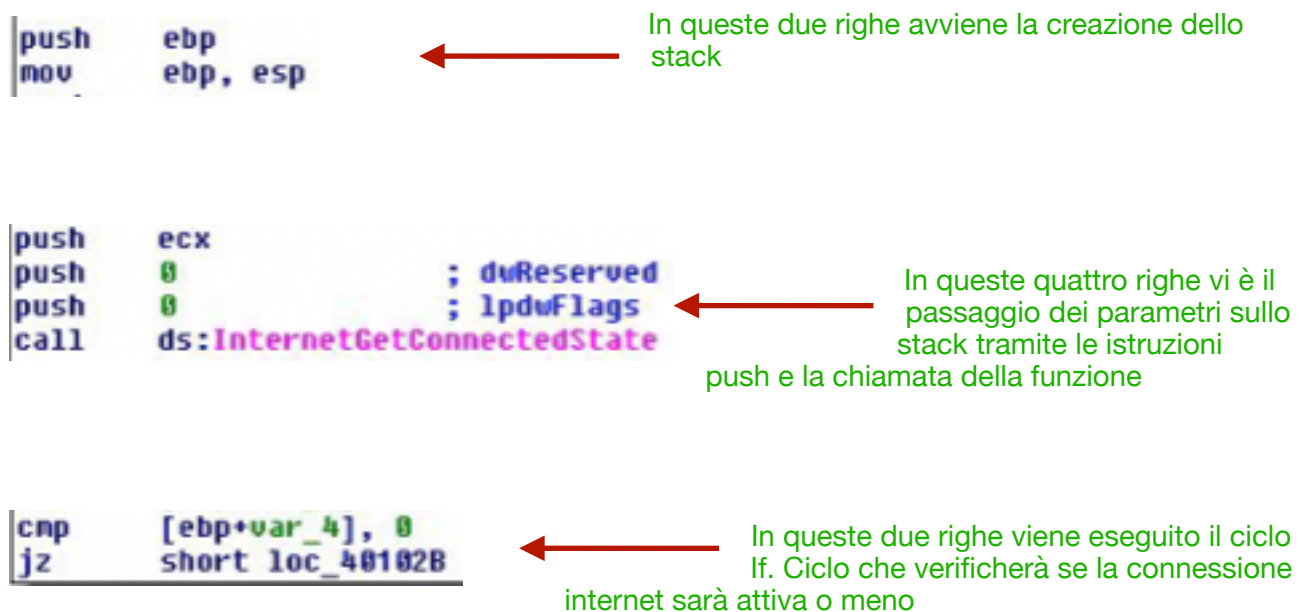 push ebp
mov ebp, esp
In queste due righe avviene la creazione dello
stack
push ecx
push 0 ; dwReserved
push 0 ; lpdwFlags
call ds:InternetGetConnectedState
In queste quattro righe vi è il
passaggio dei parametri sullo
stack tramite le istruzioni
push e la chiamata della funzione
cmp [ebp+var_4], 0
jz short loc_40102B
In queste due righe viene eseguito il ciclo
If. Ciclo che verificherà se la connessione
internet sarà attiva o meno